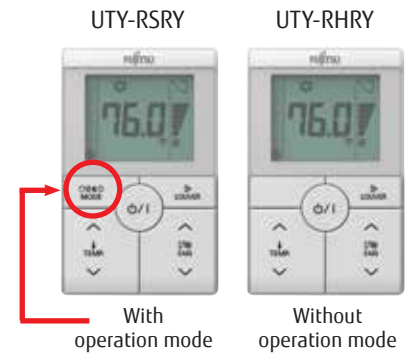 UTY-RSRY
UTY-RHRY
FUJITSU
FUJITSU
76.0
76.0
MODE
LOUVER
LOUVER
TEMP.
FAN
TEMP.
FAN
With
operation mode
Without
operation mode